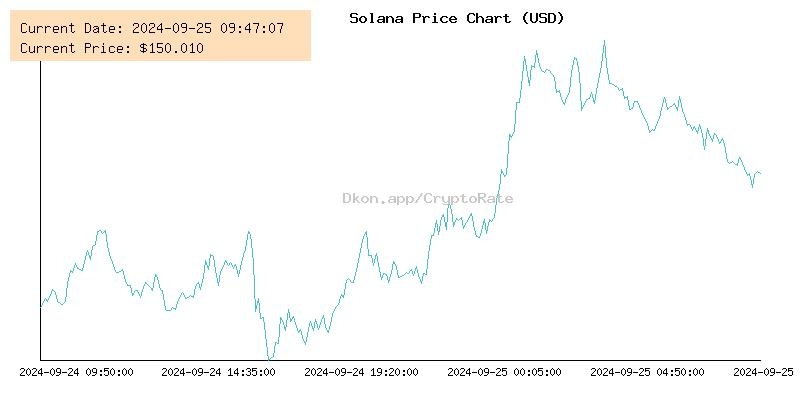 Solana Price Chart (USD)
Current Date: 2024-09-25 09:47:07
Current Price: $150.010
Dkon.app/CryptoRate
2024-09-24 09:50:00
2024-09-24 14:35:00
2024-09-24 19:20:00
2024-09-25 00:05:00
2024-09-25 04:50:00
2024-09-25